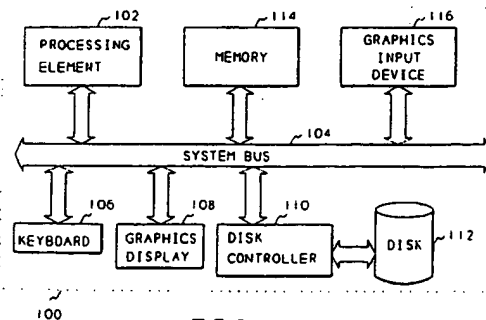 102
PROCESSING
ELEMENT
114
MEMORY
116
GRAPHICS
INPUT
DEVICE
104
SYSTEM BUS
106
KEYBOARD
108
GRAPHICS
DISPLAY
110
DISK
CONTROLLER
DISK
112
100